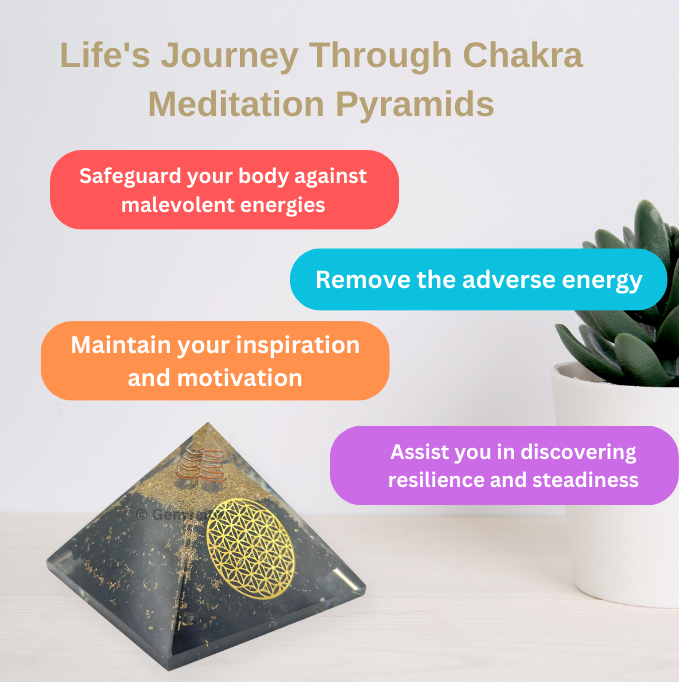 Life's Journey Through Chakra
Meditation Pyramids
Safeguard your body against
malevolent energies
Remove the adverse energy
Maintain your inspiration
and motivation
Assist you in discovering
resilience and steadiness
©